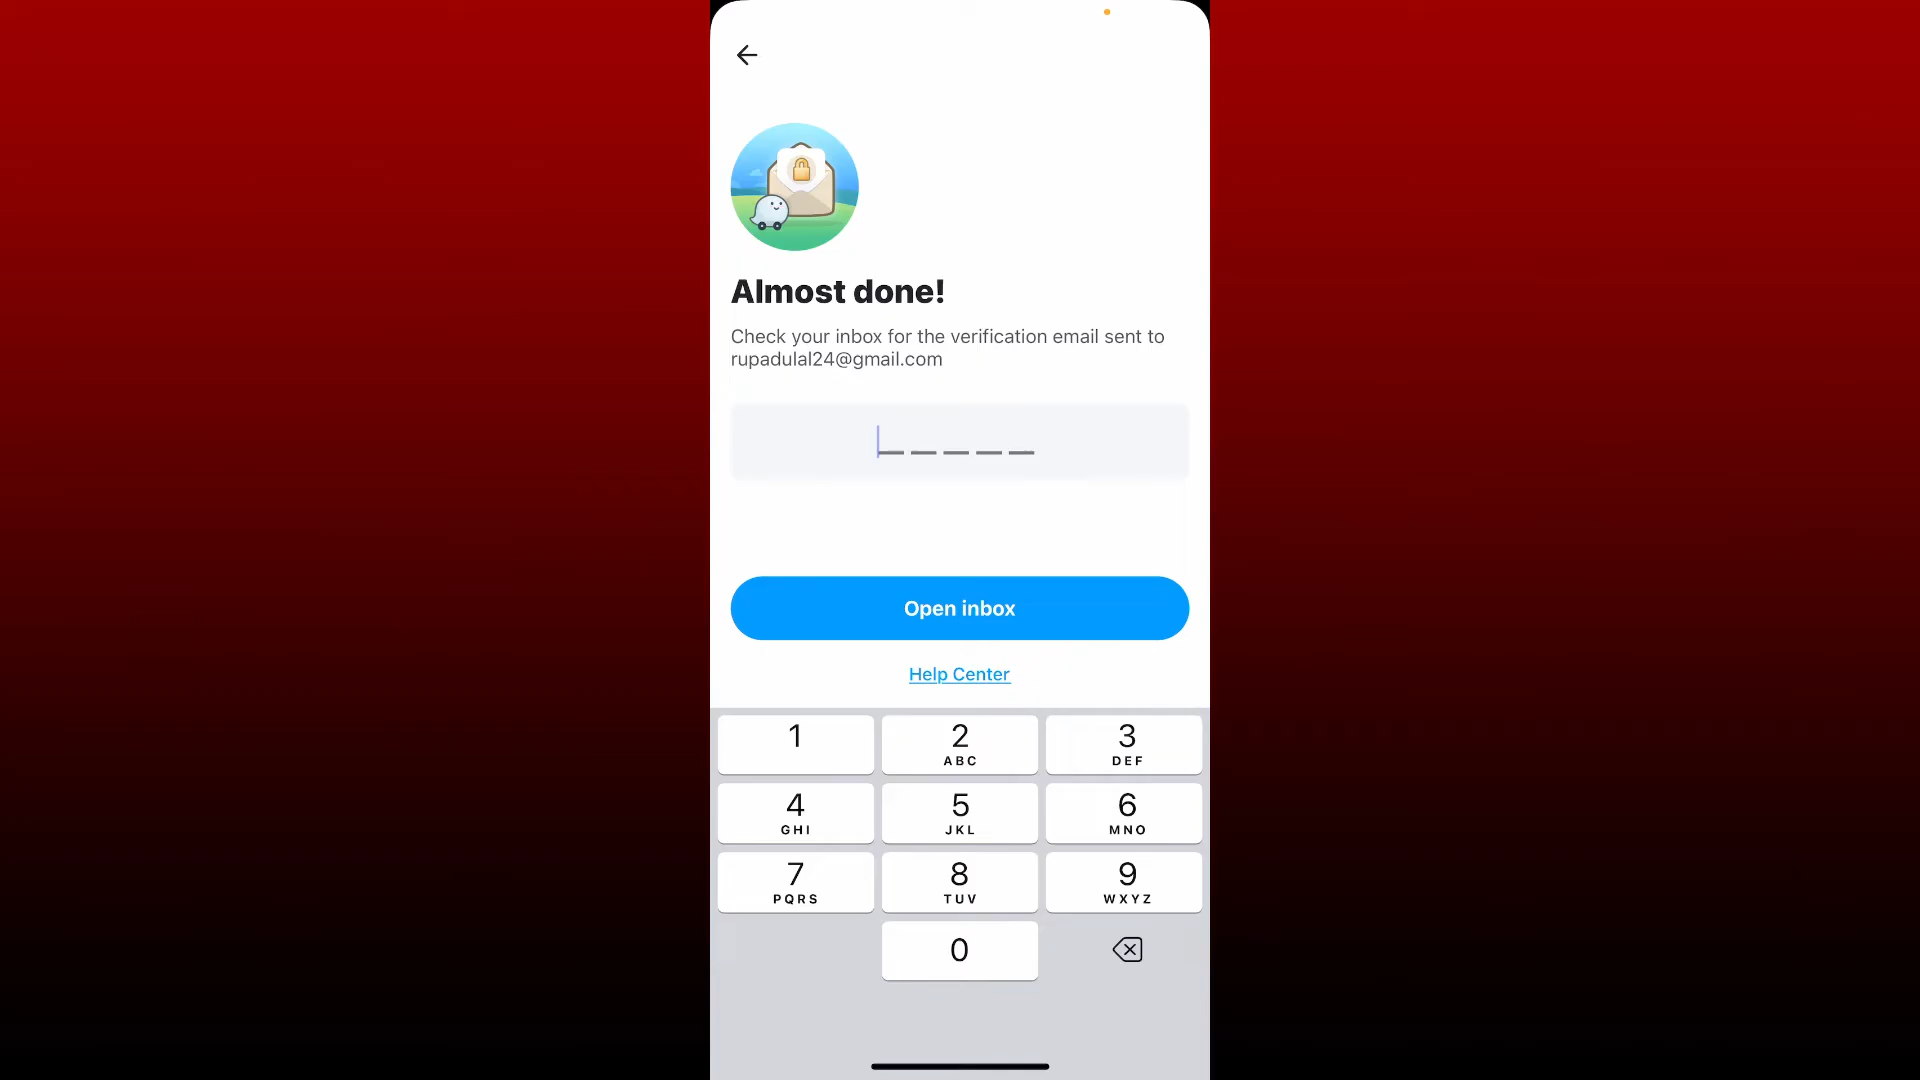 Almost done!
Check your inbox for the verification email sent to
rupadulal24@gmail.com
Open inbox
Help Center
1
2
ABC
3
DEF
4
GHI
5
JKL
6
MNO
7
PQRS
8
TUV
9
WXYZ
0